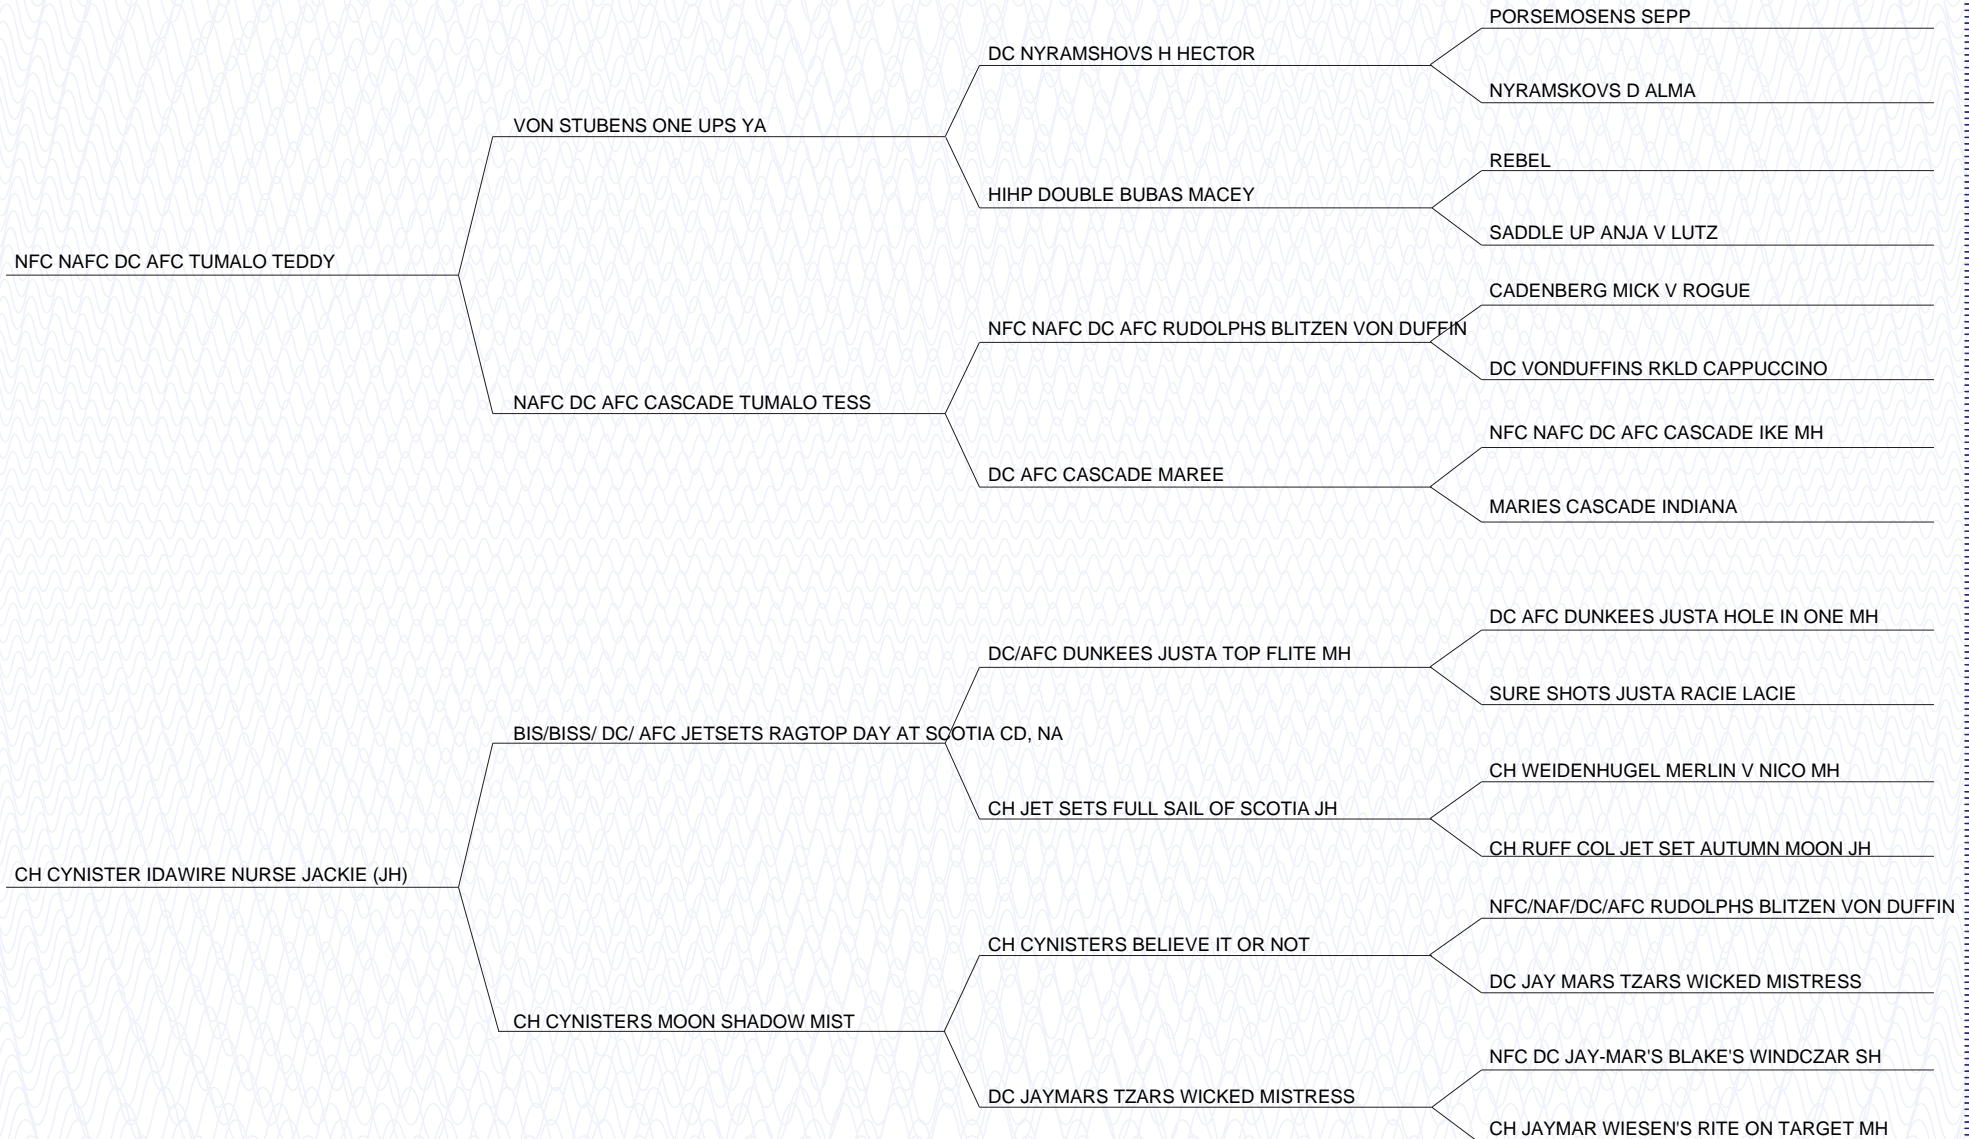 PORSEMOSENS SEPP
DC NYRAMSHOVS H HECTOR
NYRAMSKOVS D ALMA
VON STUBENS ONE UPS YA
REBEL
HIHP DOUBLE BUBAS MACEY
SADDLE UP ANJA V LUTZ
NFC NAFC DC AFC TUMALO TEDDY
CADENBERG MICK V ROGUE
NFC NAFC DC AFC RUDOLPHS BLITZEN VON DUFFIN
DC VONDUFFINS RKLD CAPPUCCINO
NAFC DC AFC CASCADE TUMALO TESS
NFC NAFC DC AFC CASCADE IKE MH
DC AFC CASCADE MAREE
MARIES CASCADE INDIANA
DC AFC DUNKEES JUSTA HOLE IN ONE MH
DC/AFC DUNKEES JUSTA TOP FLITE MH
SURE SHOTS JUSTA RACIE LACIE
BIS/BISS/ DC/ AFC JETSETS RAGTOP DAY AT SCOTIA CD, NA
CH WEIDENHUGEL MERLIN V NICO MH
CH JET SETS FULL SAIL OF SCOTIA JH
CH RUFF COL JET SET AUTUMN MOON JH
CH CYNISTER IDAWIRE NURSE JACKIE (JH)
NFC/NAF/DC/AFC RUDOLPHS BLITZEN VON DUFFIN
CH CYNISTERS BELIEVE IT OR NOT
DC JAY MARS TZARS WICKED MISTRESS
CH CYNISTERS MOON SHADOW MIST
NFC DC JAY-MAR'S BLAKE'S WINDCZAR SH
DC JAYMARS TZARS WICKED MISTRESS
CH JAYMAR WIESEN'S RITE ON TARGET MH